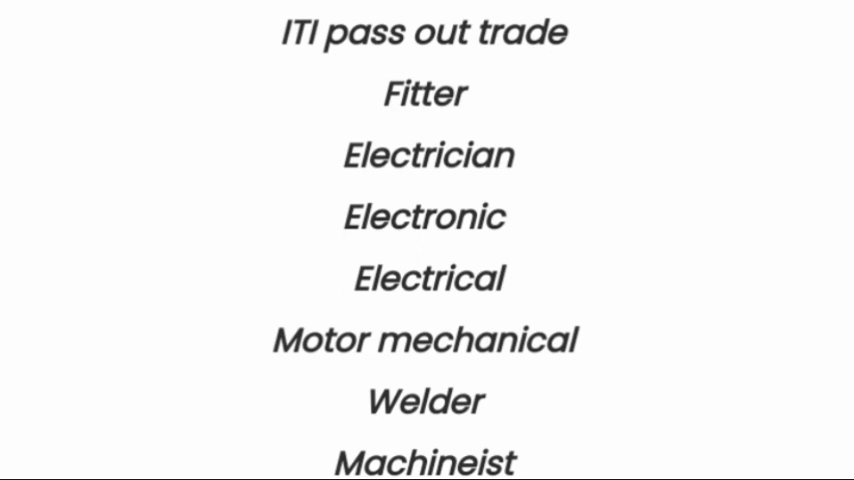 ITI pass out trade
Fitter
Electrician
Electronic
Electrical
Motor mechanical
Welder
Machineist